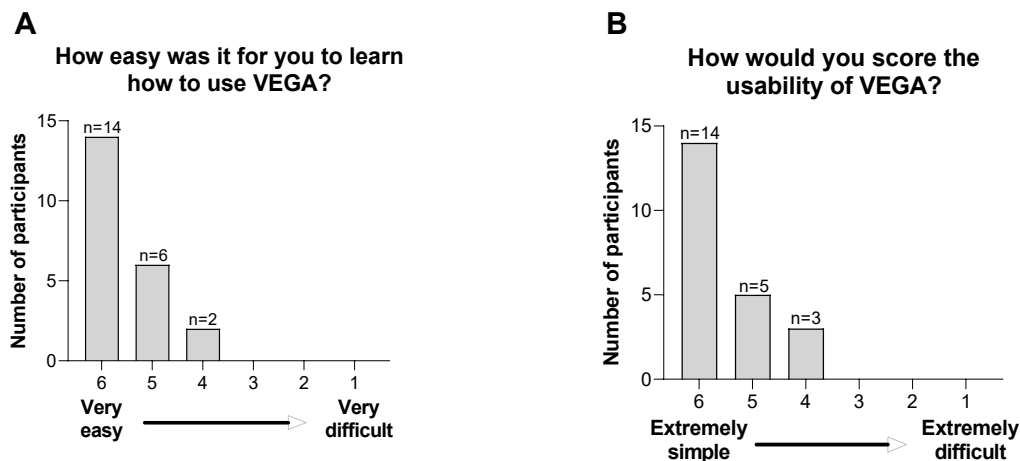 A
How easy was it for you to learn
how to use VEGA?
Number of participants
15
10
5
0
n=14
n=6
n=2
6 5 4 3 2 1
Very
easy
Very
difficult
B
How would you score the
usability of VEGA?
Number of participants
15
10
5
0
n=14
n=5
n=3
6 5 4 3 2 1
Extremely
simple
Extremely
difficult